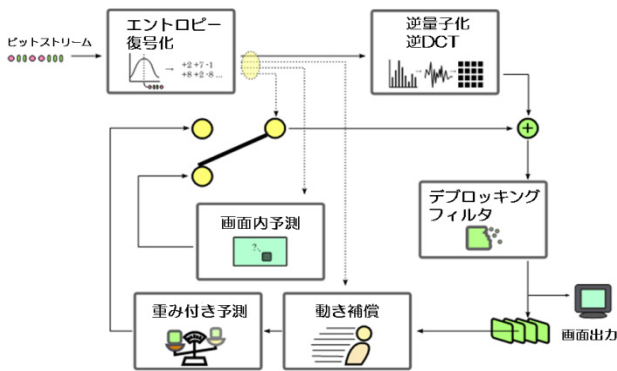 ビットストリーム
エントロピー
復号化
+2 +7 -1
+8 +2 -8 ...
逆量子化
逆DCT
+
デブロッキング
フィルタ
画面内予測
?
重み付き予測
動き補償
画面出力